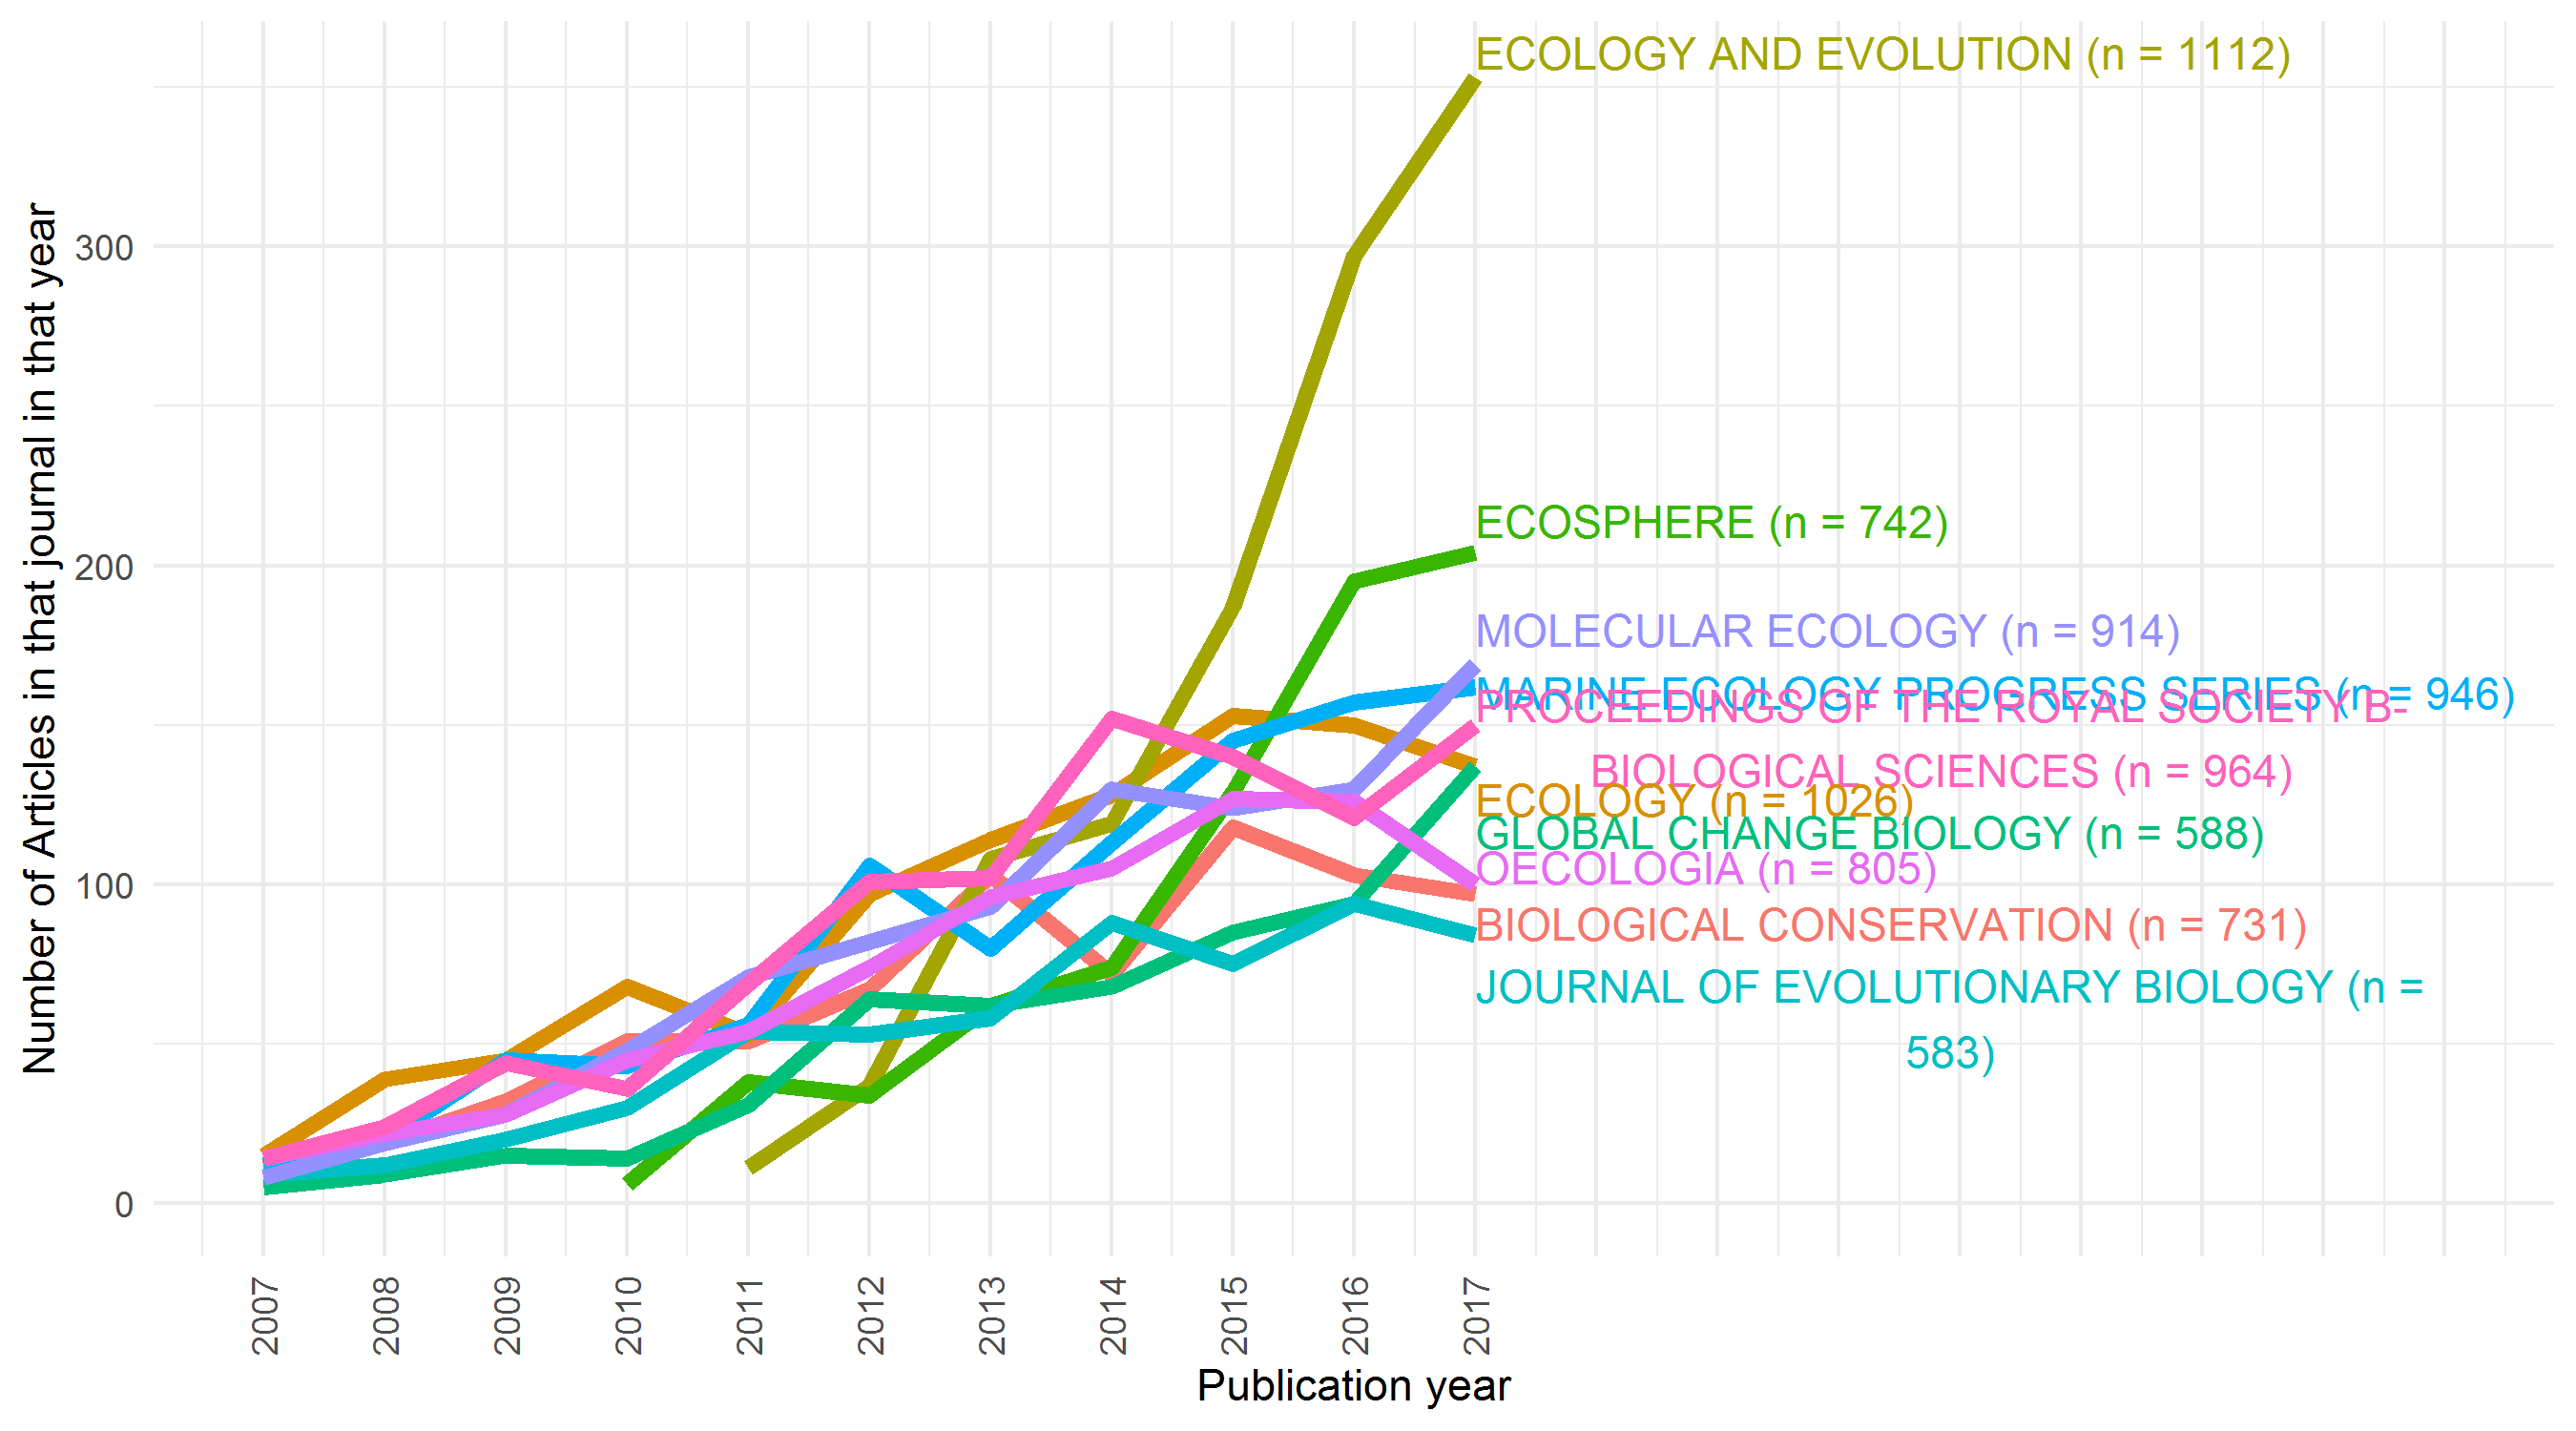 ECOLOGY AND EVOLUTION (n = 1112)
300
ECOSPHERE (n = 742)
200
MOLECULAR ECOLOGY (n = 914)
MARINE ECOLOGY PROGRESS SERIES (n = 946)
PROCEEDINGS OF THE ROYAL SOCIETY B-
BIOLOGICAL SCIENCES (n = 964)
ECOLOGY (n = 1026)
GLOBAL CHANGE BIOLOGY (n = 588)
OECOLOGIA (n = 805)
100
BIOLOGICAL CONSERVATION (n = 731)
JOURNAL OF EVOLUTIONARY BIOLOGY (n =
583)
0
Number of Articles in that journal in that year
2007
2008
2009
2010
2011
2012
2013
2014
2015
2016
2017
Publication year